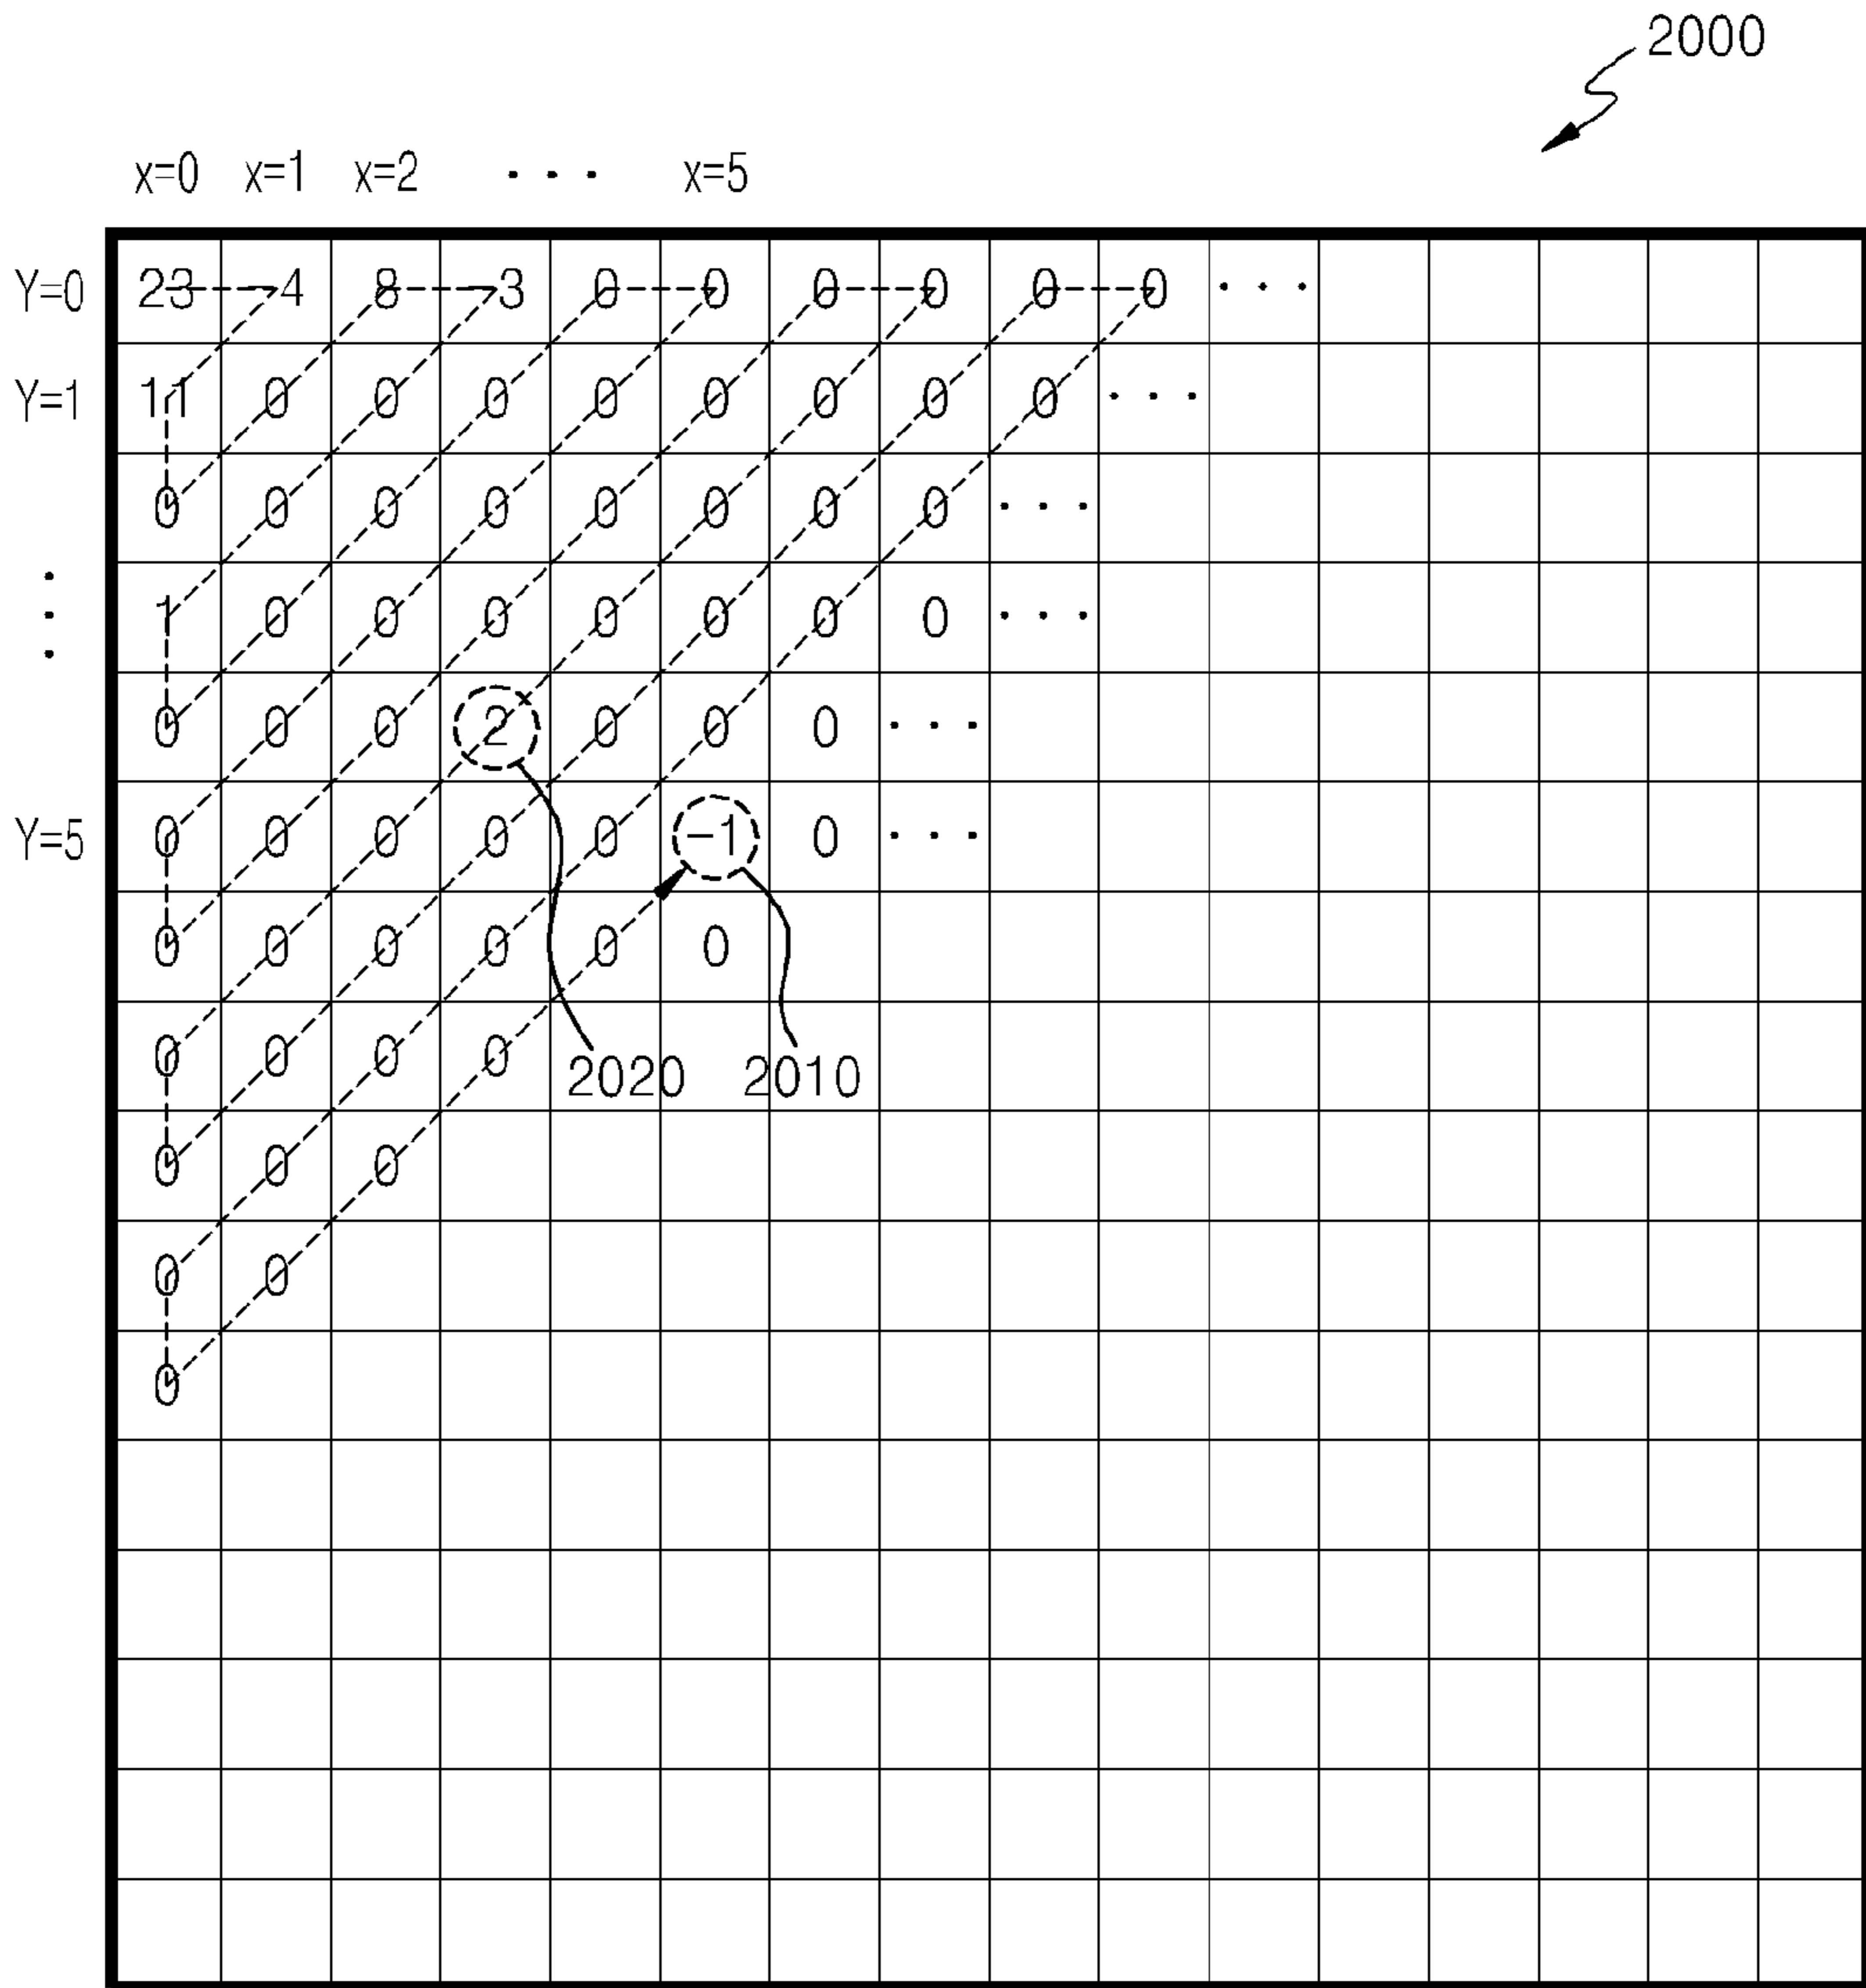 2000
x=0 x=1 x=2 · · · x=5
Y=0 23 4 8 3 0 0 0 0 0 0 · · ·
Y=1 11 0 0 0 0 0 0 0 0 · · ·
0 0 0 0 0 0 0 0 · · ·
1 0 0 0 0 0 0 0 · · ·
0 0 0 2 0 0 0 · · ·
Y=5 0 0 0 0 0 -1 0 · · ·
0 0 0 0 0 0
0 0 0 0
2020 2010
0 0 0
0 0
0